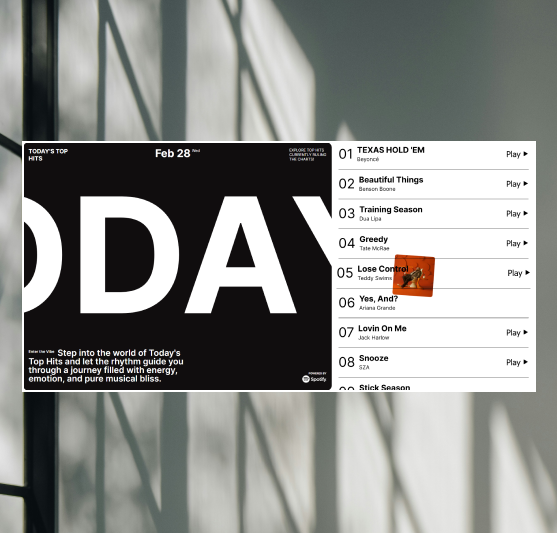 TODAY'S TOP
HITS
Feb 28 Wed
EXPLORE TOP HITS
CURRENTLY RULING
THE CHARTS!
ODAY
Enter the Vibe Step into the world of Today's
Top Hits and let the rhythm guide you
through a journey filled with energy,
emotion, and pure musical bliss.
POWERED BY
Spotify
01 TEXAS HOLD 'EM
Beyoncé
Play
02 Beautiful Things
Benson Boone
Play
03 Training Season
Dua Lipa
Play
04 Greedy
Tate McRae
Play
05 Lose Control
Teddy Swims
Play
06 Yes, And?
Ariana Grande
07 Lovin On Me
Jack Harlow
Play
08 Snooze
SZA
Play
09 Stick Season